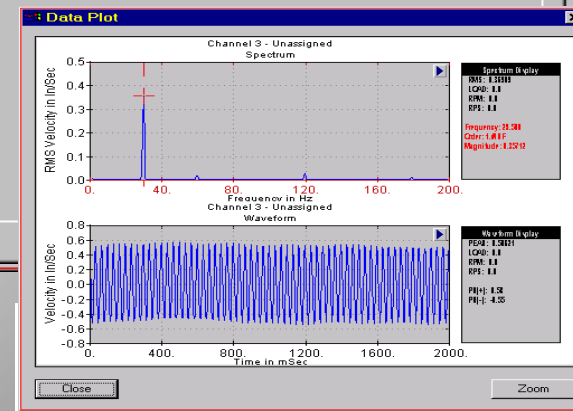 Data Plot
Channel 3 - Unassigned
Spectrum
RMS Velocity in In/Sec
0.5
0.4
0.3
0.2
0.1
0.0
0. 40. 80. 120. 160. 200.
Frequency in Hz
Spectrum Display
RMS:
LOAD: 0.0
RPM: 0.0
RPS: 0.0
Frequency:
Order:
Magnitude: 0.35713
Channel 3 - Unassigned
Waveform
Velocity in In/Sec
0.8
0.6
0.4
0.2
0.0
-0.2
-0.4
-0.6
-0.8
0. 400. 800. 1200. 1600. 2000.
Time in mSec
Waveform Display
PEAK:
LOAD: 0.0
RPM: 0.0
RPS: 0.0
PK(+):
PK(-):
Close
Zoom